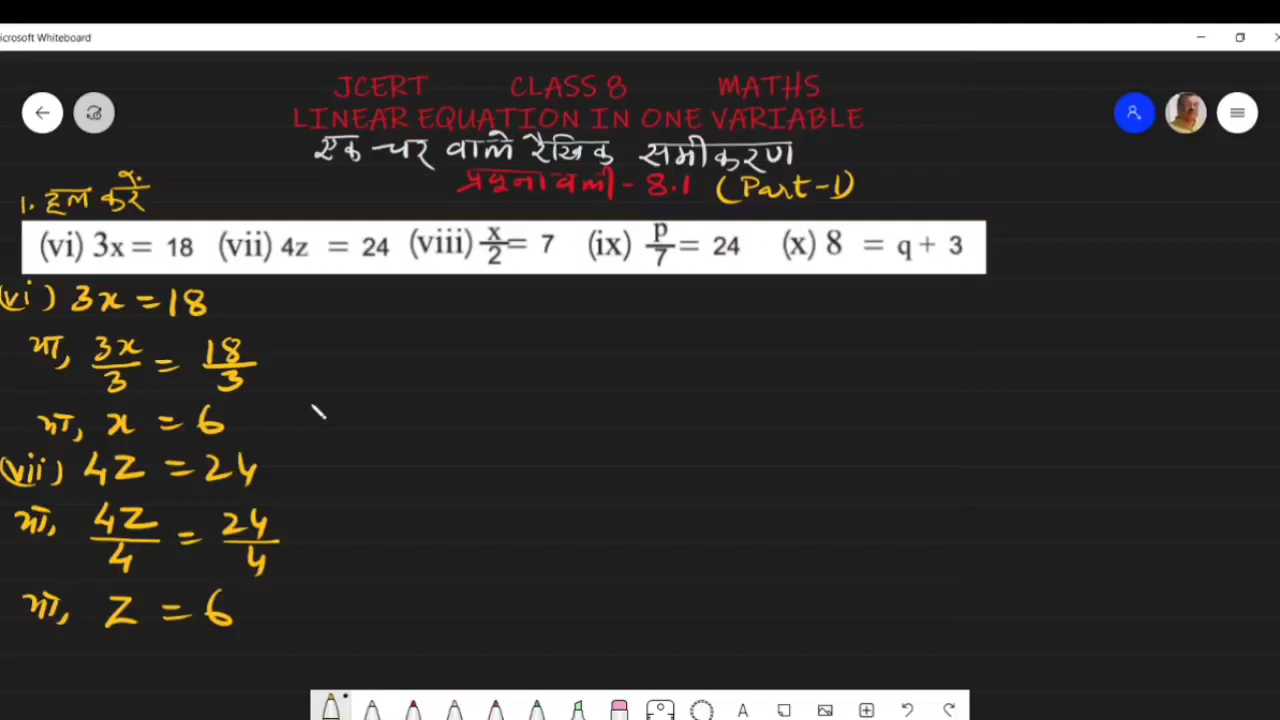 icrosoft Whiteboard
JCERT CLASS 8 MATHS
LINEAR EQUATION IN ONE VARIABLE
एक चर वाले रैखिक समीकरण
प्रश्नावली - 8.1 (Part-1)
1. हल करें
(vi) 3x = 18 (vii) 4z = 24 (viii) x/2 = 7 (ix) p/7 = 24 (x) 8 = q + 3
(vi) 3x = 18
या, 3x/3 = 18/3
या, x = 6
(vii) 4z = 24
या, 4z/4 = 24/4
या, z = 6